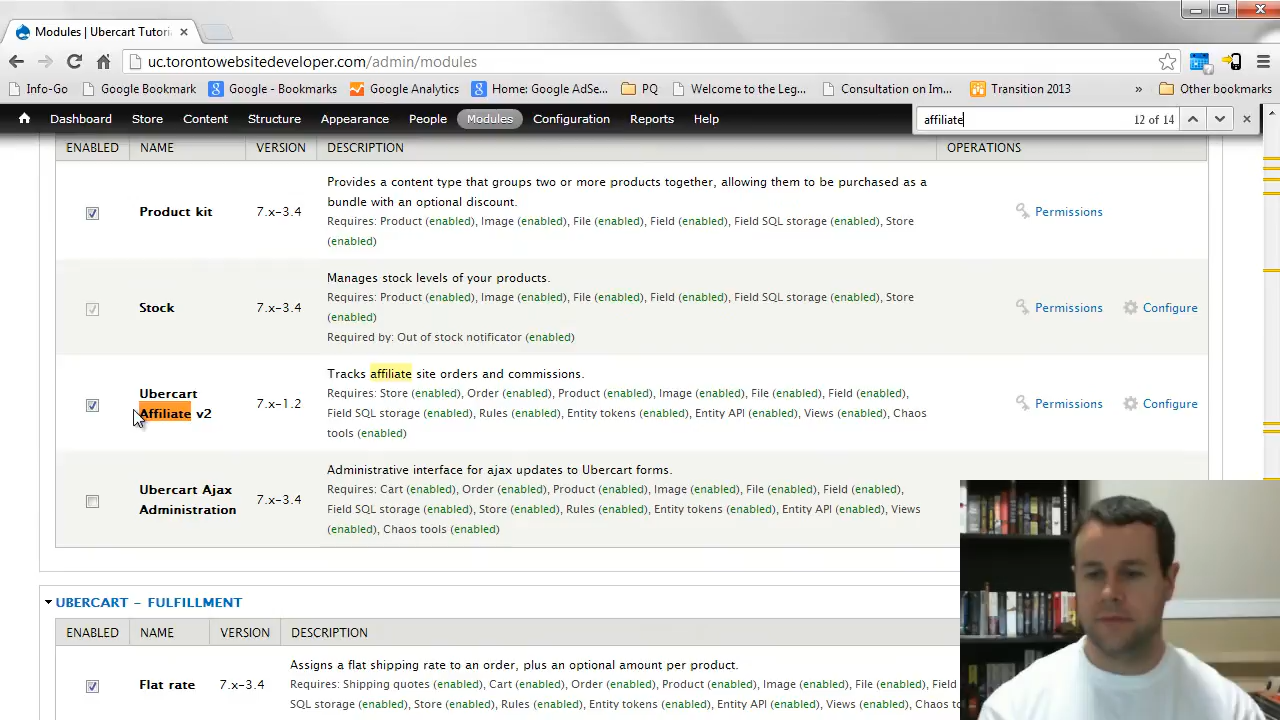 Modules | Ubercart Tutori
uc.torontowebsitedeveloper.com/admin/modules
Info-Go Google Bookmark Google Bookmarks Google Analytics Home: Google AdSe... PQ Welcome to the Leg... Consultation on Im... Transition 2013 » Other bookmarks
Dashboard Store Content Structure Appearance People Modules Configuration Reports Help
affiliate 12 of 14
ENABLED NAME VERSION DESCRIPTION OPERATIONS
Provides a content type that groups two or more products together, allowing them to be purchased as a
bundle with an optional discount.
Product kit 7.x-3.4 Permissions
Requires: Product (enabled), Image (enabled), File (enabled), Field (enabled), Field SQL storage (enabled), Store
(enabled)
Manages stock levels of your products.
Requires: Product (enabled), Image (enabled), File (enabled), Field (enabled), Field SQL storage (enabled), Store
Stock 7.x-3.4 Permissions Configure
(enabled)
Required by: Out of stock notificator (enabled)
Tracks affiliate site orders and commissions.
Ubercart
Requires: Store (enabled), Order (enabled), Product (enabled), Image (enabled), File (enabled), Field (enabled),
7.x-1.2 Permissions Configure
Affiliate v2
Field SQL storage (enabled), Rules (enabled), Entity tokens (enabled), Entity API (enabled), Views (enabled), Chaos
tools (enabled)
Administrative interface for ajax updates to Ubercart forms.
Ubercart Ajax
Requires: Cart (enabled), Order (enabled), Product (enabled), Image (enabled), File (enabled), Field (enabled),
7.x-3.4
Administration
Field SQL storage (enabled), Store (enabled), Rules (enabled), Entity tokens (enabled), Entity API (enabled), Views
(enabled), Chaos tools (enabled)
UBERCART - FULFILLMENT
ENABLED NAME VERSION DESCRIPTION
Assigns a flat shipping rate to an order, plus an optional amount per product.
Flat rate 7.x-3.4
Requires: Shipping quotes (enabled), Cart (enabled), Order (enabled), Product (enabled), Image (enabled), File (enabled), Field
SQL storage (enabled), Store (enabled), Rules (enabled), Entity tokens (enabled), Entity API (enabled), Views (enabled), Chaos